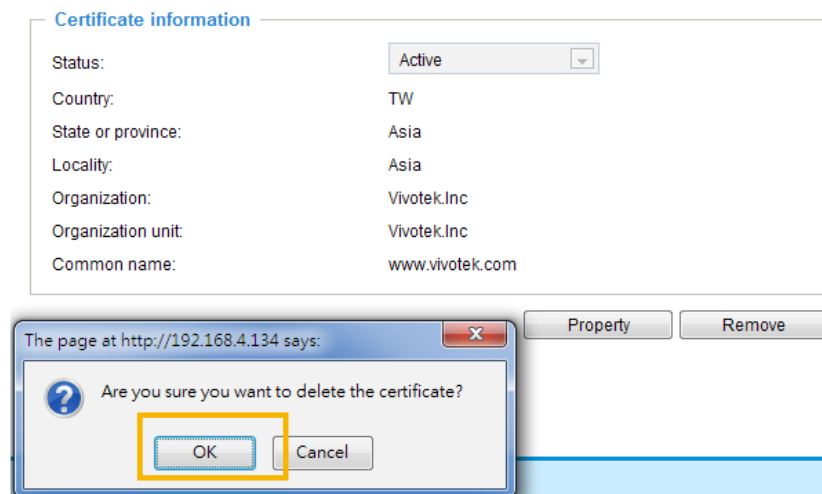 Certificate information
Status: Active
Country: TW
State or province: Asia
Locality: Asia
Organization: Vivotek.Inc
Organization unit: Vivotek.Inc
Common name: www.vivotek.com
Property Remove
The page at http://192.168.4.134 says:
Are you sure you want to delete the certificate?
OK Cancel